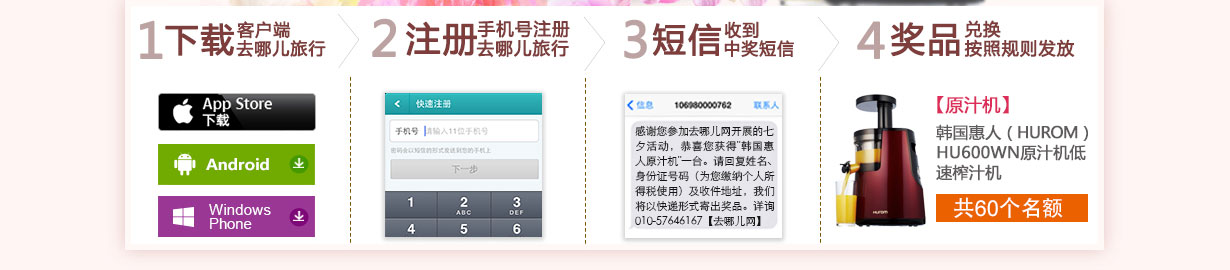 1 下载 客户端
去哪儿旅行
2 注册 手机号注册
去哪儿旅行
3 短信 收到
中奖短信
4 奖品 兑换
按照规则发放
App Store
下载
Android
Windows
Phone
快速注册
手机号 请输入11位手机号
密码会以短信的形式发送到您的手机上
下一步
1 2 3
ABC DEF
4 5 6
信息 106980000762 联系人
感谢您参加去哪儿网开展的七
夕活动，恭喜您获得"韩国惠
人原汁机"一台。请回复姓名、
身份证号码（为您缴纳个人所
得税使用）及收件地址，我们
将以快递形式寄出奖品。详询
010-57646167【去哪儿网】
HUROM
【原汁机】
韩国惠人（HUROM）
HU600WN原汁机低
速榨汁机
共60个名额